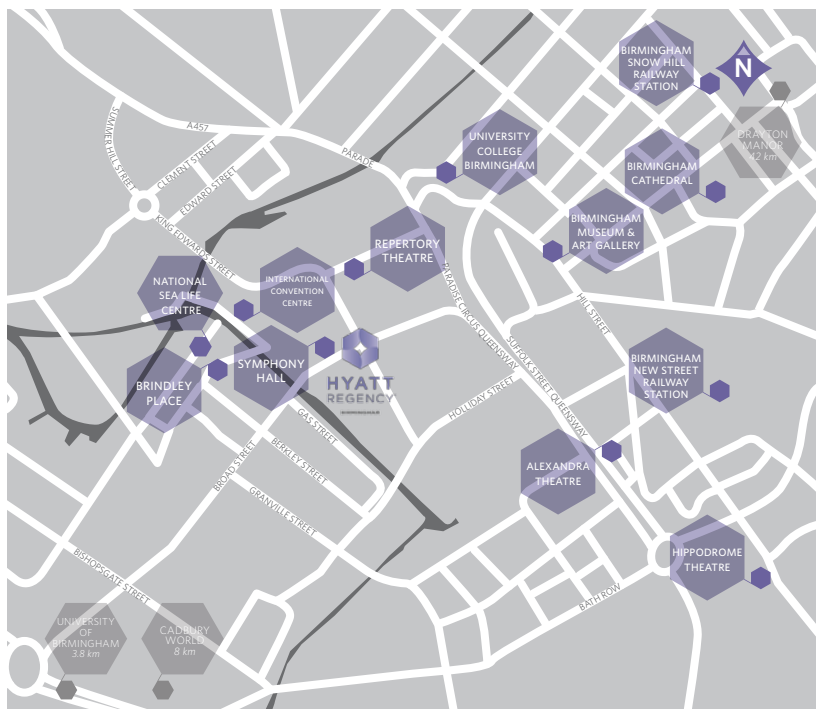 BIRMINGHAM
SNOW HILL
RAILWAY
STATION
N
DRAYTON
MANOR
42 km
SUMMER HILL STREET
A457
CLEMENT STREET
EDWARD STREET
PARADE
UNIVERSITY
COLLEGE
BIRMINGHAM
BIRMINGHAM
CATHEDRAL
KING EDWARDS STREET
REPERTORY
THEATRE
BIRMINGHAM
MUSEUM &
ART GALLERY
NATIONAL
SEA LIFE
CENTRE
INTERNATIONAL
CONVENTION
CENTRE
PARADISE CIRCUS QUEENSWAY
HILL STREET
BRINDLEY
PLACE
SYMPHONY
HALL
HYATT
REGENCY
SUFFOLK STREET QUEENSWAY
HOLLIDAY STREET
BIRMINGHAM
NEW STREET
RAILWAY
STATION
GAS STREET
BROAD STREET
BERKLEY STREET
GRANVILLE STREET
ALEXANDRA
THEATRE
HIPPODROME
THEATRE
BISHOPSGATE STREET
BATH ROW
UNIVERSITY
OF
BIRMINGHAM
3.8 km
CADBURY
WORLD
8 km